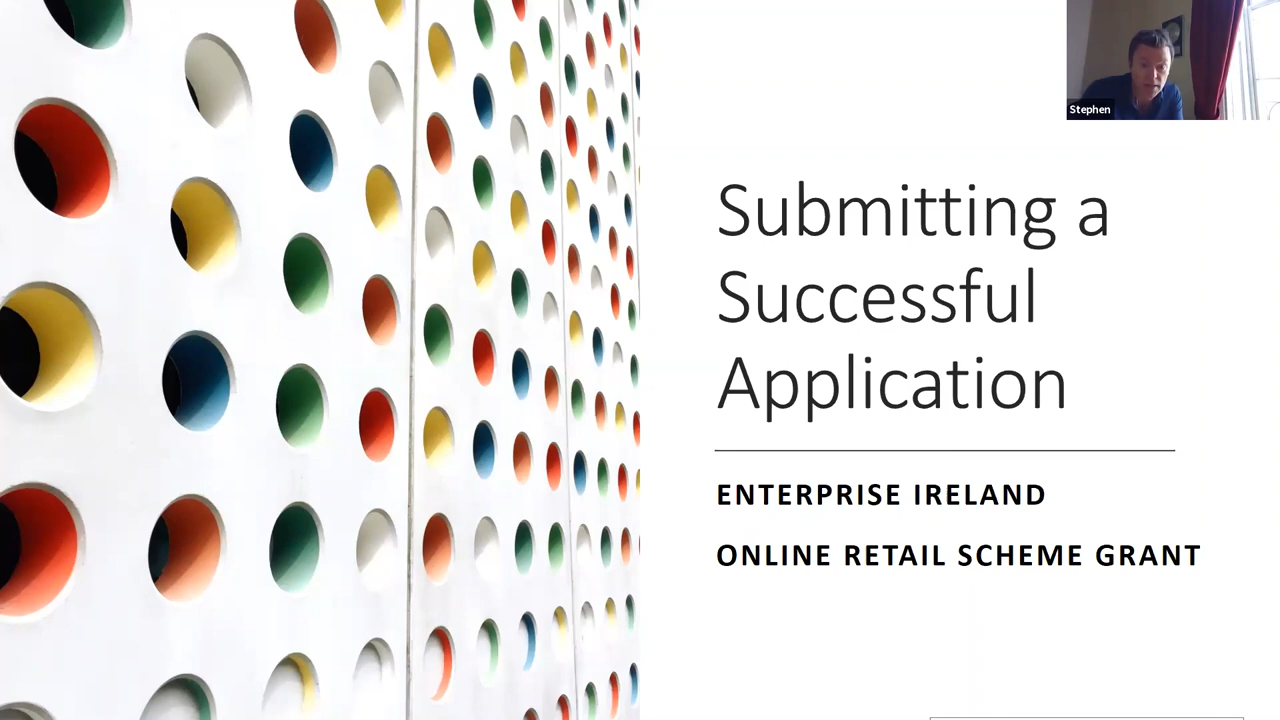 Stephen
Submitting a
Successful
Application
ENTERPRISE IRELAND
ONLINE RETAIL SCHEME GRANT